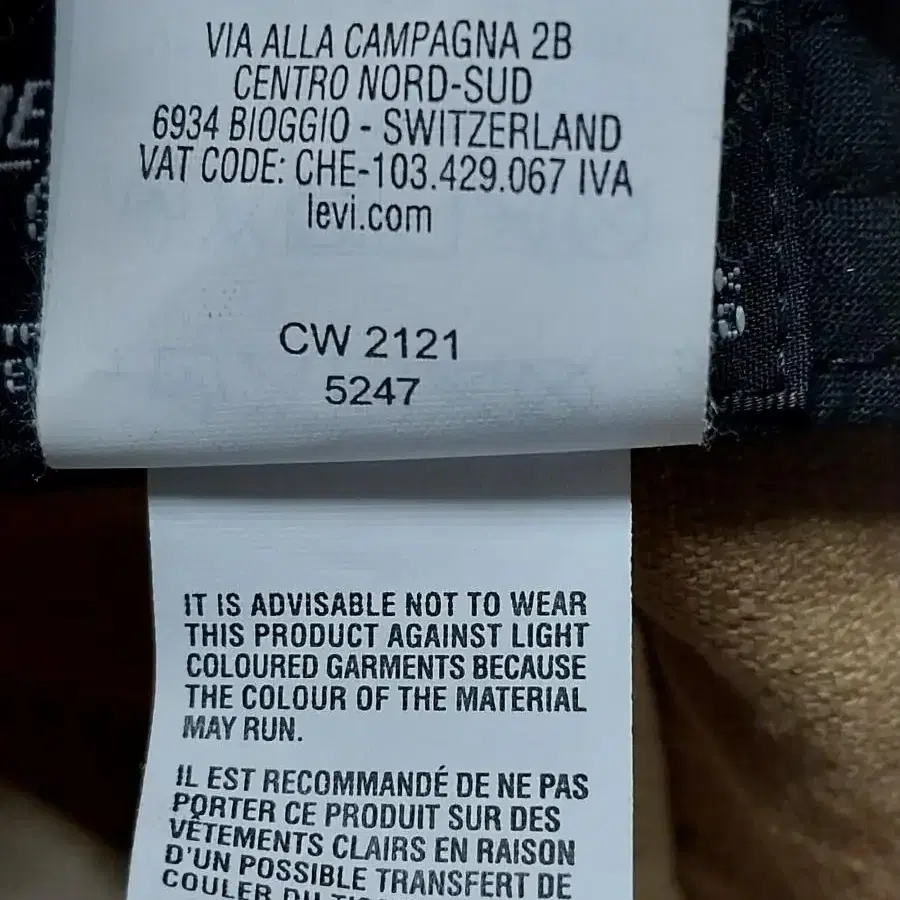 VIA ALLA CAMPAGNA 2B
CENTRO NORD-SUD
6934 BIOGGIO - SWITZERLAND
VAT CODE: CHE-103.429.067 IVA
levi.com
CW 2121
5247
IT IS ADVISABLE NOT TO WEAR
THIS PRODUCT AGAINST LIGHT
COLOURED GARMENTS BECAUSE
THE COLOUR OF THE MATERIAL
MAY RUN.
IL EST RECOMMANDÉ DE NE PAS
PORTER CE PRODUIT SUR DES
VÊTEMENTS CLAIRS EN RAISON
D'UN POSSIBLE TRANSFERT DE
COULER DU